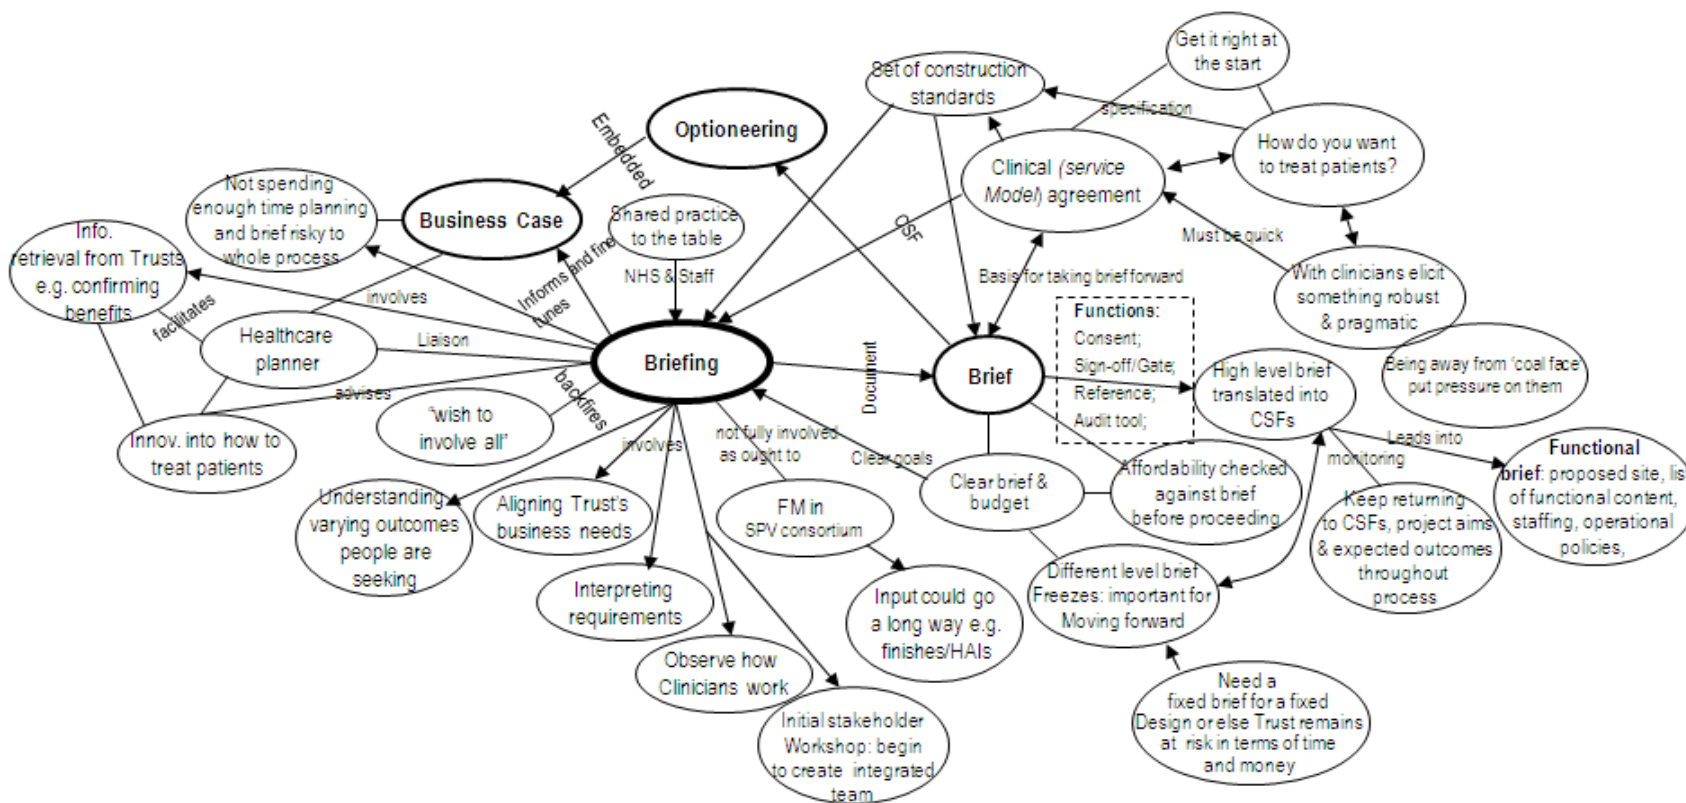 Get it right at
the start
Set of construction
standards
specification
Optioneering
Embedded
How do you want
to treat patients?
Clinical (service
Model) agreement
Not spending
enough time planning
and brief risky to
whole process
Business Case
Shared practice
to the table
CSF
Must be quick
Info.
retrieval from Trusts
e.g. confirming
benefits
Informs and fine
tunes
NHS & Staff
Basis for taking brief forward
With clinicians elicit
something robust
& pragmatic
involves
facilitates
Healthcare
planner
Liaison
Briefing
Document
Brief
Functions:
Consent;
Sign-off/Gate;
Reference;
Audit tool;
High level brief
translated into
CSFs
Being away from ‘coal face’
put pressure on them
advises
backfires
“wish to
involve all”
Innov. into how to
treat patients
involves
not fully involved
as ought to
Clear goals
Leads into
monitoring
Functional
brief: proposed site, lis
of functional content,
staffing, operational
policies,
Understanding
varying outcomes
people are
seeking
Aligning Trust's
business needs
FM in
SPV consortium
Clear brief &
budget
Affordability checked
against brief
before proceeding
Keep returning
to CSFs, project aims
& expected outcomes
throughout
process
Interpreting
requirements
Input could go
a long way e.g.
finishes/HAIs
Different level brief
Freezes: important for
Moving forward
Observe how
Clinicians work
Initial stakeholder
Workshop: begin
to create integrated
team
Need a
fixed brief for a fixed
Design or else Trust remains
at risk in terms of time
and money